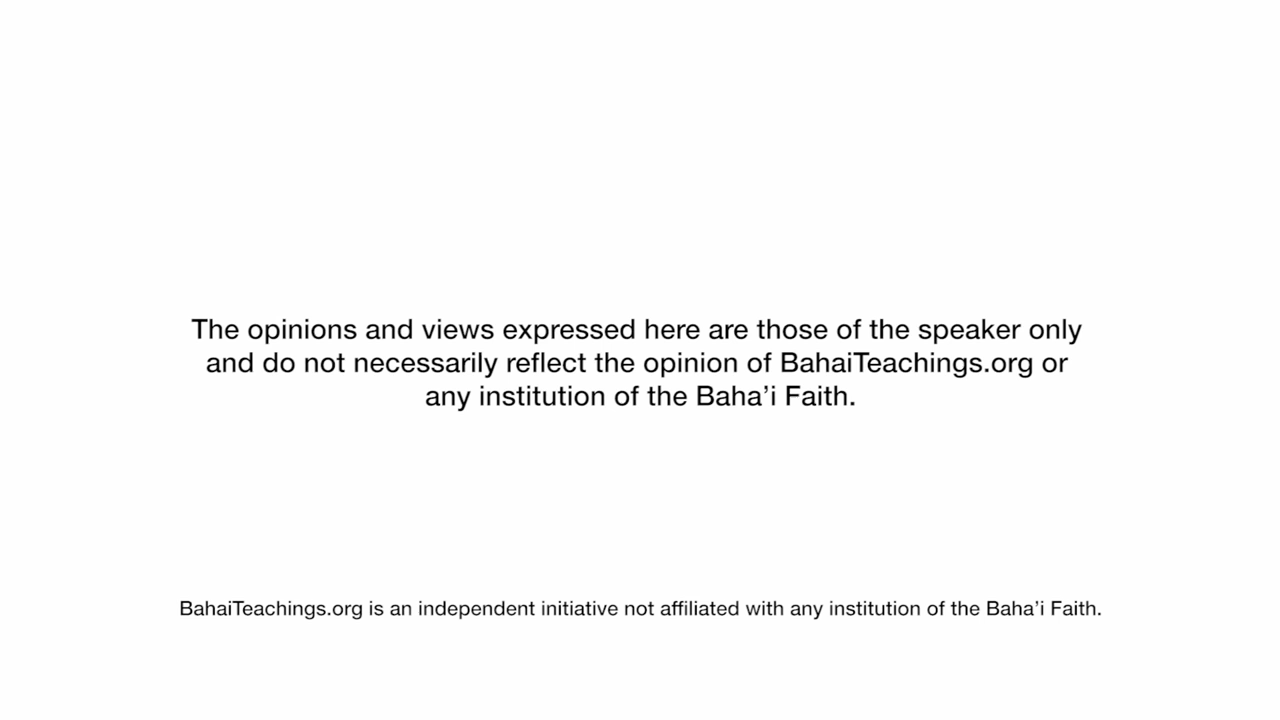 The opinions and views expressed here are those of the speaker only
and do not necessarily reflect the opinion of BahaiTeachings.org or
any institution of the Baha’i Faith.
BahaiTeachings.org is an independent initiative not affiliated with any institution of the Baha’i Faith.